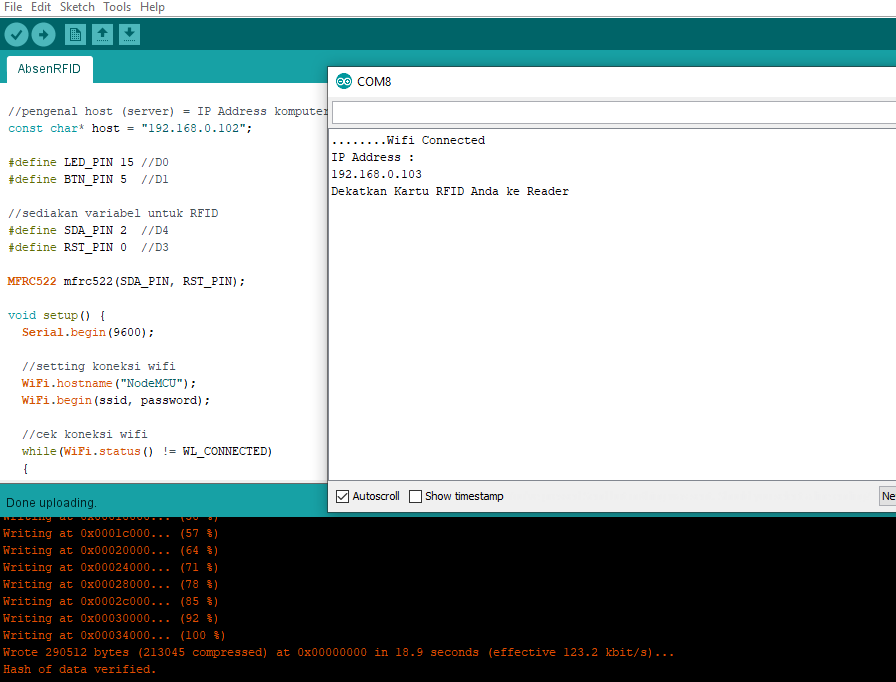 File Edit Sketch Tools Help
AbsenRFID
//pengenal host (server) = IP Address komputer
const char* host = "192.168.0.102";
#define LED_PIN 15 //D0
#define BTN_PIN 5 //D1
//sediakan variabel untuk RFID
#define SDA_PIN 2 //D4
#define RST_PIN 0 //D3
MFRC522 mfrc522(SDA_PIN, RST_PIN);
void setup() {
Serial.begin(9600);
//setting koneksi wifi
WiFi.hostname("NodeMCU");
WiFi.begin(ssid, password);
//cek koneksi wifi
while(WiFi.status() != WL_CONNECTED)
{
COM8
........Wifi Connected
IP Address :
192.168.0.103
Dekatkan Kartu RFID Anda ke Reader
Autoscroll Show timestamp
Ne
Done uploading.
Writing at 0x0001c000... (57 %)
Writing at 0x00020000... (64 %)
Writing at 0x00024000... (71 %)
Writing at 0x00028000... (78 %)
Writing at 0x0002c000... (85 %)
Writing at 0x00030000... (92 %)
Writing at 0x00034000... (100 %)
Wrote 290512 bytes (213045 compressed) at 0x00000000 in 18.9 seconds (effective 123.2 kbit/s)...
Hash of data verified.